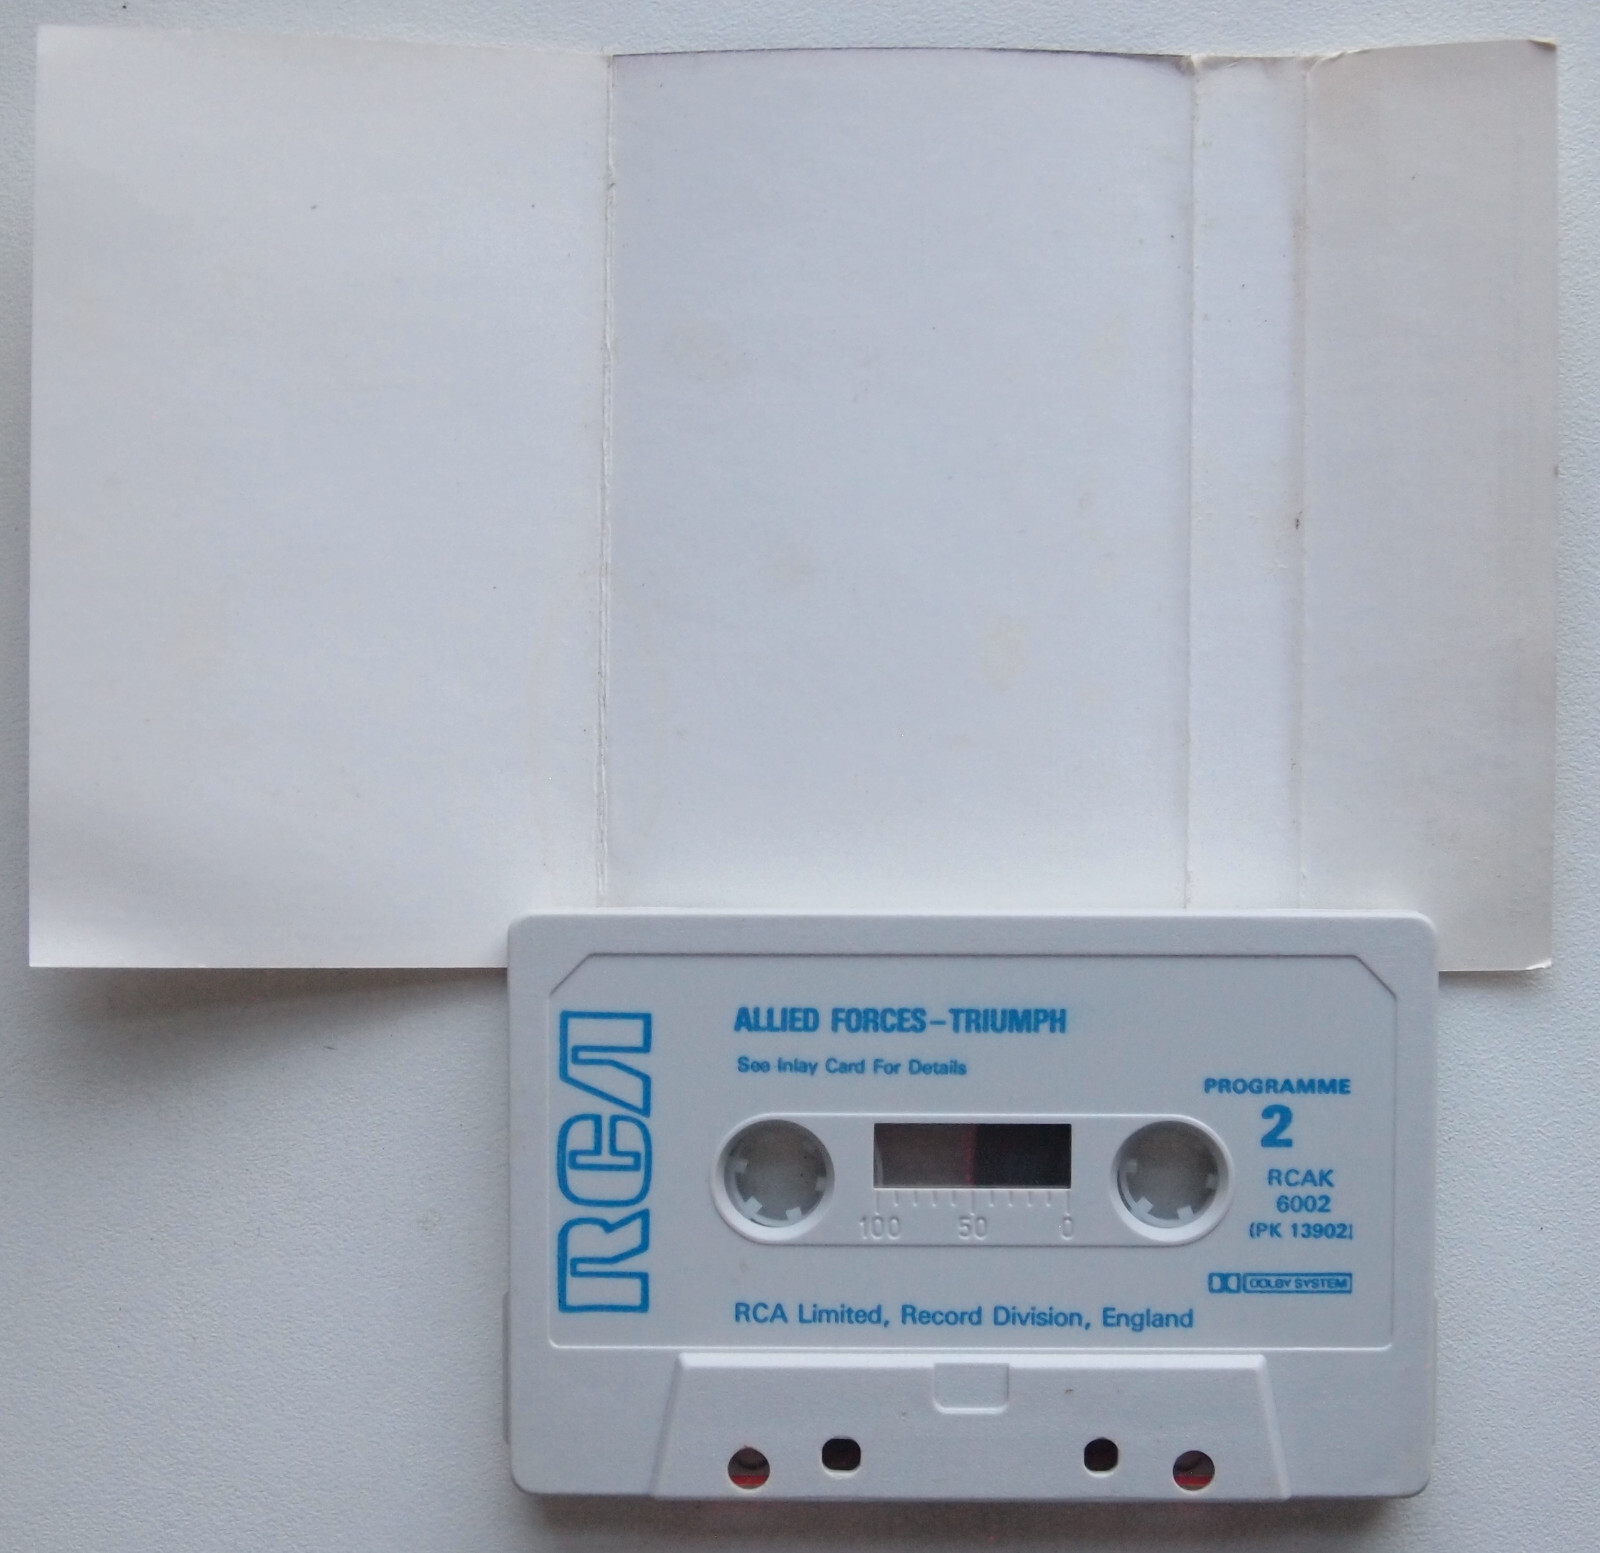 RCA
ALLIED FORCES-TRIUMPH
See Inlay Card For Details
PROGRAMME
2
RCAK
6002
(PK 13902)
100 50 0
DOLBY SYSTEM
RCA Limited, Record Division, England